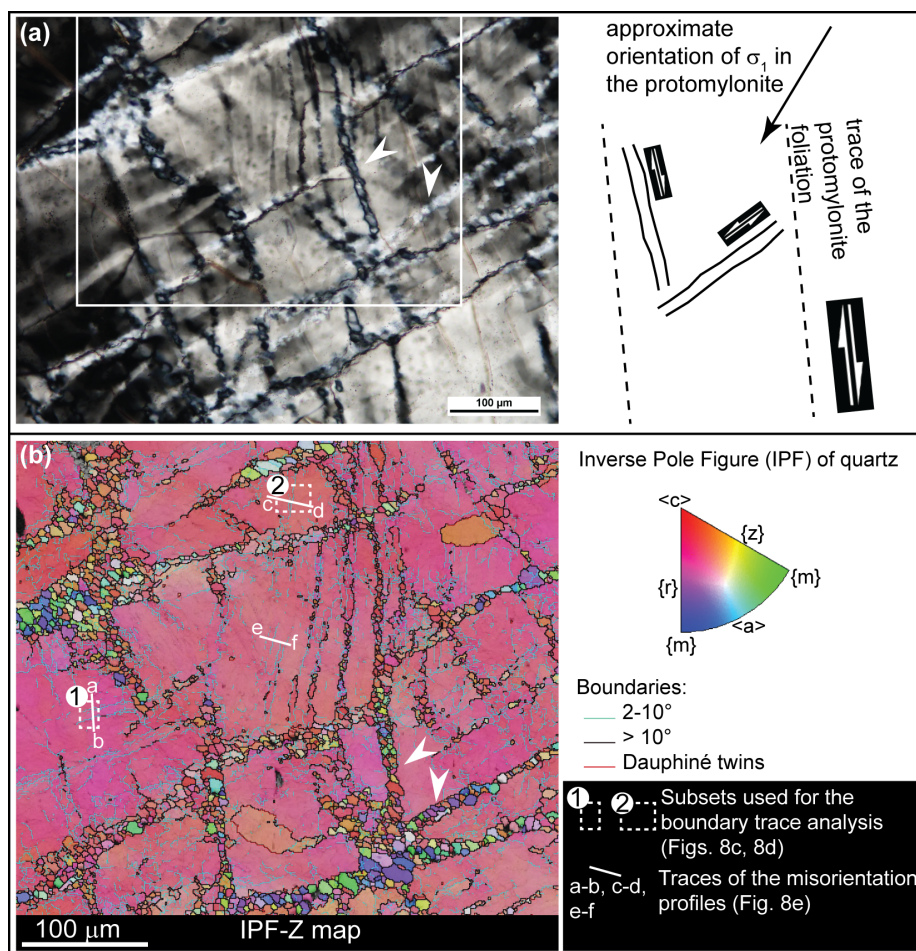 (a)
100 µm
approximate
orientation of σ1 in
the protomylonite
trace of the
protomylonite
foliation
(b)
2
c
d
e
f
1
a
b
100 µm
IPF-Z map
Inverse Pole Figure (IPF) of quartz
<c>
{z}
{m}
{r}
<a>
{m}
Boundaries:
2-10°
> 10°
Dauphiné twins
1 2 Subsets used for the
boundary trace analysis
(Figs. 8c, 8d)
a-b, c-d,
e-f
Traces of the misorientation
profiles (Fig. 8e)